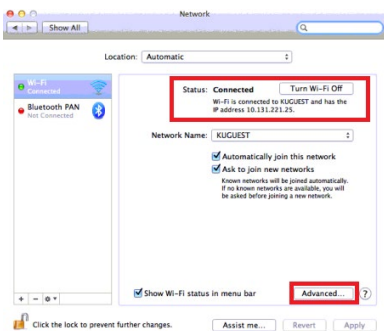 Network
Show All
Location: Automatic
Wi-Fi
Connected
Bluetooth PAN
Not Connected
Status: Connected
Turn Wi-Fi Off
Wi-Fi is connected to KUGUEST and has the
IP address 10.131.221.25.
Network Name: KUGUEST
Automatically join this network
Ask to join new networks
Known networks will be joined automatically.
If no known networks are available, you will
be asked before joining a new network.
Show Wi-Fi status in menu bar
Advanced...
?
+ −
Click the lock to prevent further changes.
Assist me...
Revert
Apply